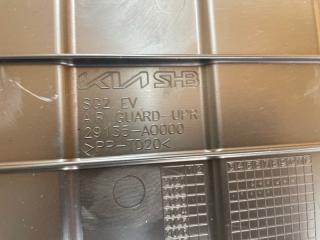 KIA SHB
SG2 EV
AIR GUARD-UPR
29135-A0000
>PP-TD20<